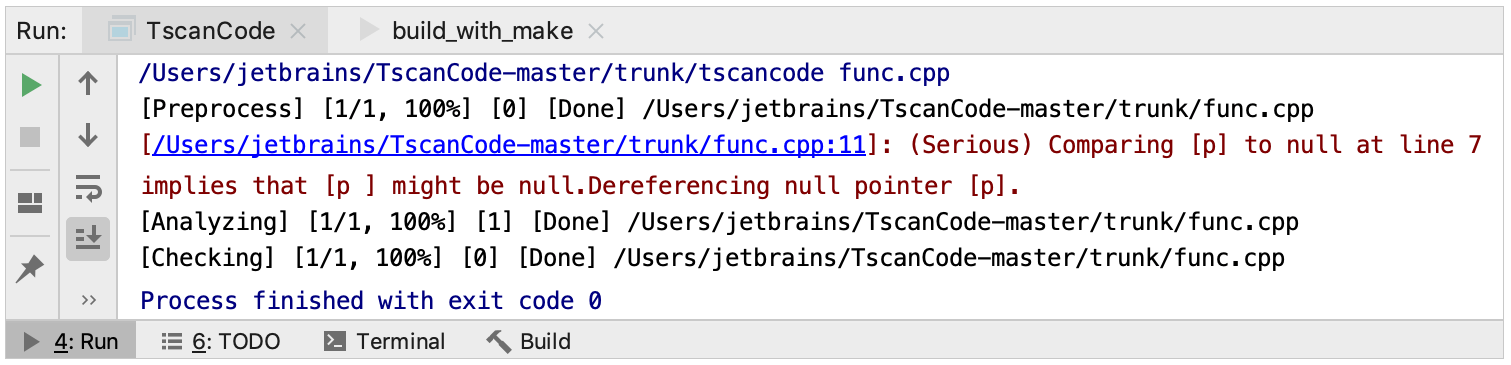 Run: TscanCode build_with_make
/Users/jetbrains/TscanCode-master/trunk/tscancode func.cpp
[Preprocess] [1/1, 100%] [0] [Done] /Users/jetbrains/TscanCode-master/trunk/func.cpp
[/Users/jetbrains/TscanCode-master/trunk/func.cpp:11]: (Serious) Comparing [p] to null at line 7
implies that [p ] might be null.Dereferencing null pointer [p].
[Analyzing] [1/1, 100%] [1] [Done] /Users/jetbrains/TscanCode-master/trunk/func.cpp
[Checking] [1/1, 100%] [0] [Done] /Users/jetbrains/TscanCode-master/trunk/func.cpp
Process finished with exit code 0
4: Run 6: TODO Terminal Build